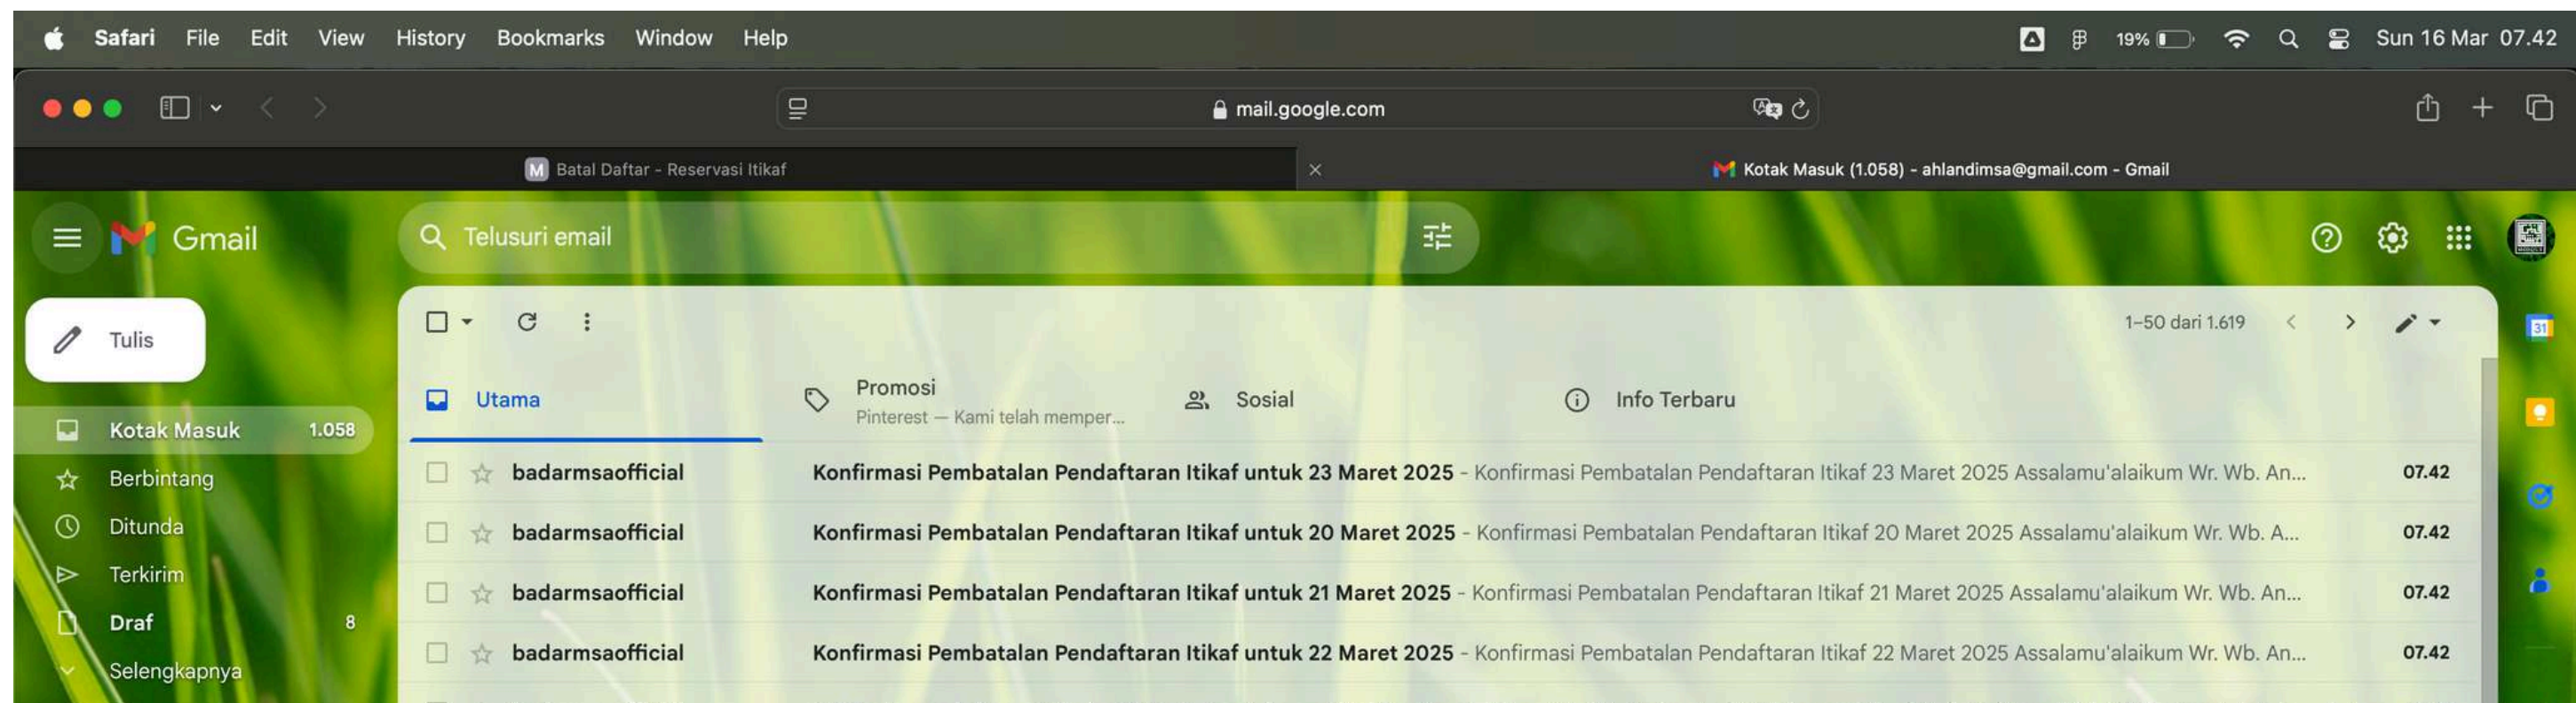 Safari File Edit View History Bookmarks Window Help 19% Sun 16 Mar 07.42
mail.google.com
M Batal Daftar - Reservasi Itikaf
Kotak Masuk (1.058) - ahlandimsa@gmail.com - Gmail
Gmail
Telusuri email
Tulis
1–50 dari 1.619
31
Utama
Promosi
Pinterest — Kami telah memper...
Sosial
Info Terbaru
Kotak Masuk 1.058
Berbintang
Ditunda
Terkirim
Draf 8
Selengkapnya
badarmsaofficial Konfirmasi Pembatalan Pendaftaran Itikaf untuk 23 Maret 2025 - Konfirmasi Pembatalan Pendaftaran Itikaf 23 Maret 2025 Assalamu'alaikum Wr. Wb. An... 07.42
badarmsaofficial Konfirmasi Pembatalan Pendaftaran Itikaf untuk 20 Maret 2025 - Konfirmasi Pembatalan Pendaftaran Itikaf 20 Maret 2025 Assalamu'alaikum Wr. Wb. A... 07.42
badarmsaofficial Konfirmasi Pembatalan Pendaftaran Itikaf untuk 21 Maret 2025 - Konfirmasi Pembatalan Pendaftaran Itikaf 21 Maret 2025 Assalamu'alaikum Wr. Wb. An... 07.42
badarmsaofficial Konfirmasi Pembatalan Pendaftaran Itikaf untuk 22 Maret 2025 - Konfirmasi Pembatalan Pendaftaran Itikaf 22 Maret 2025 Assalamu'alaikum Wr. Wb. An... 07.42